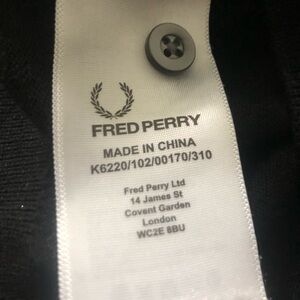 FRED PERRY
MADE IN CHINA
K6220/102/00170/310
Fred Perry Ltd
14 James St
Covent Garden
London
WC2E 8BU